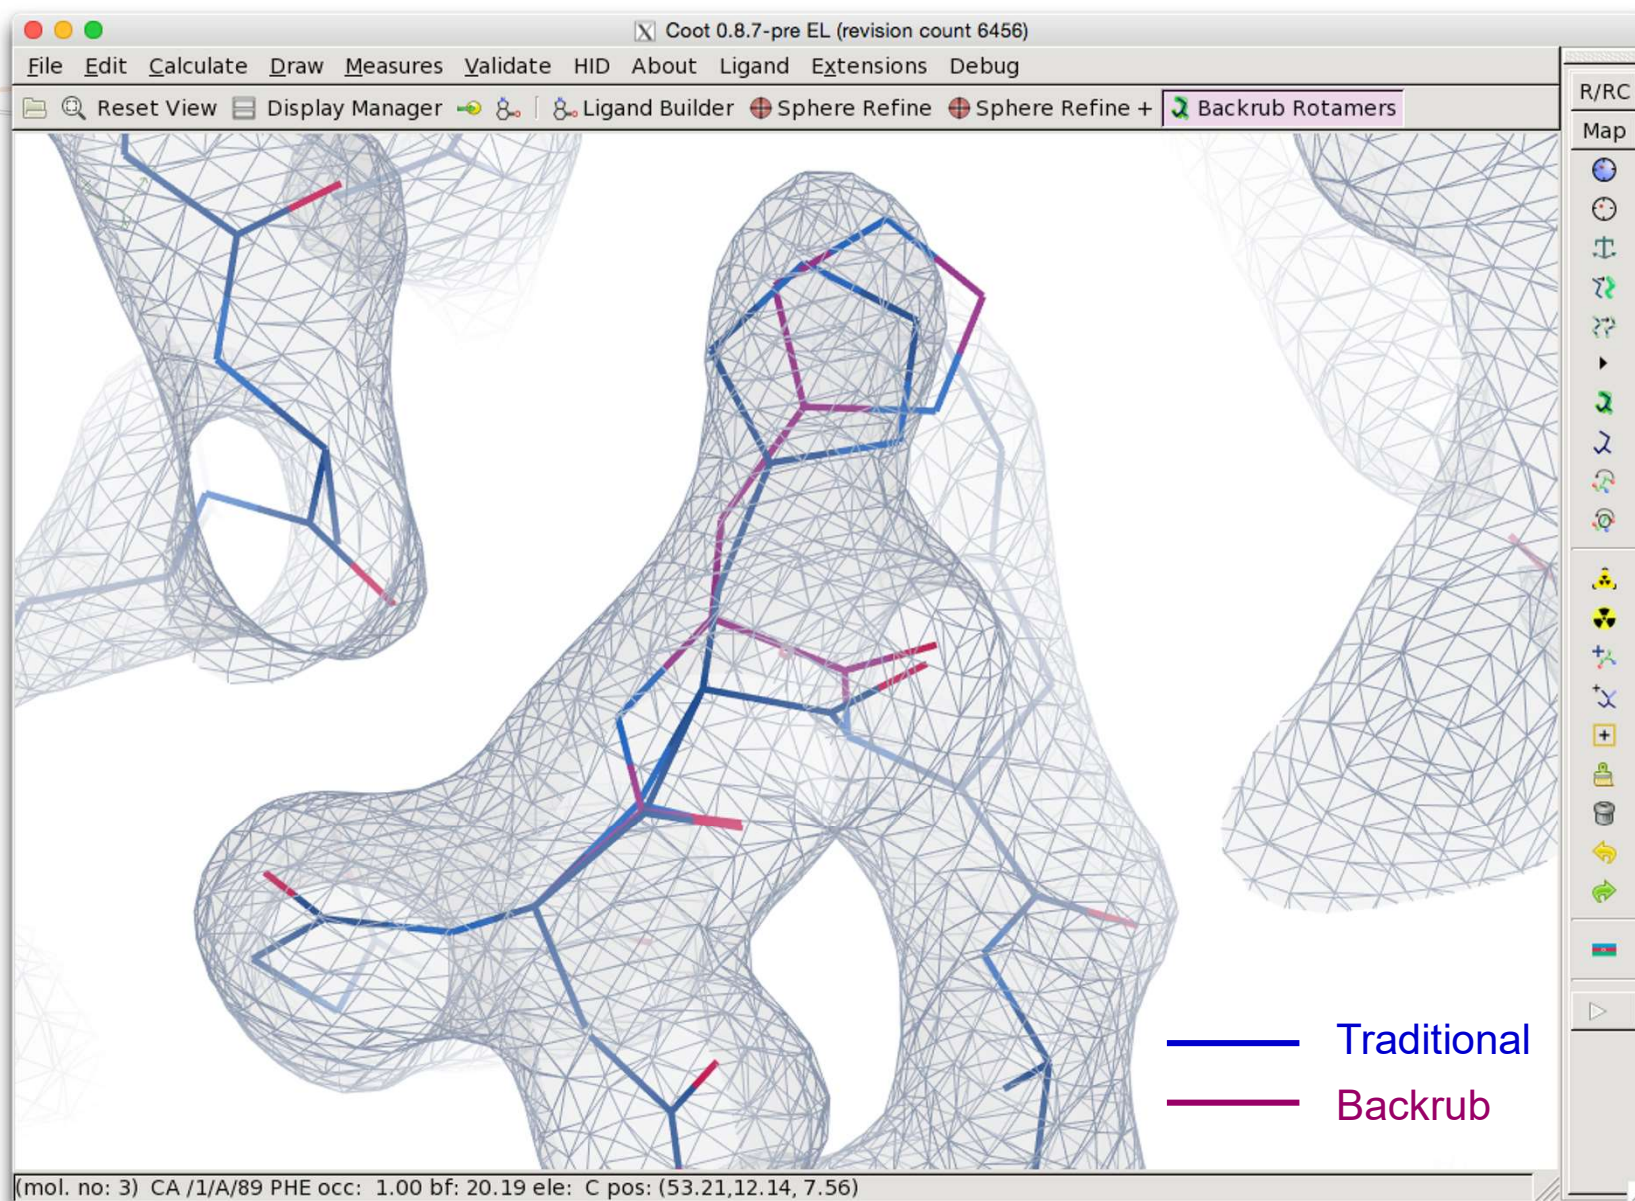 Coot 0.8.7-pre EL (revision count 6456)
File Edit Calculate Draw Measures Validate HID About Ligand Extensions Debug
Reset View Display Manager Ligand Builder Sphere Refine Sphere Refine + Backrub Rotamers
R/RC
Map
Traditional
Backrub
(mol. no: 3) CA /1/A/89 PHE occ: 1.00 bf: 20.19 ele: C pos: (53.21,12.14, 7.56)